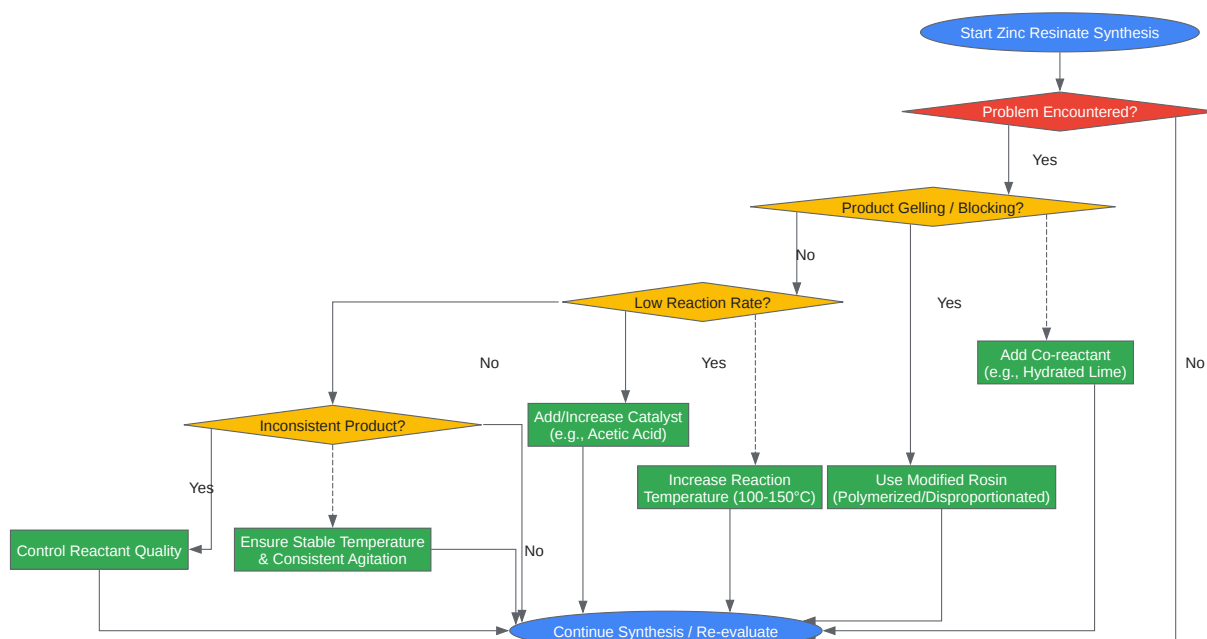 Start Zinc Resinate Synthesis
Problem Encountered?
Yes
Product Gelling / Blocking?
No
Low Reaction Rate?
Yes
Add Co-reactant
(e.g., Hydrated Lime)
No
No
Yes
Add/Increase Catalyst
(e.g., Acetic Acid)
Inconsistent Product?
Increase Reaction
Temperature (100-150°C)
Use Modified Rosin
(Polymerized/Disproportionated)
Yes
Control Reactant Quality
Ensure Stable Temperature
& Consistent Agitation
No
Continue Synthesis / Re-evaluate